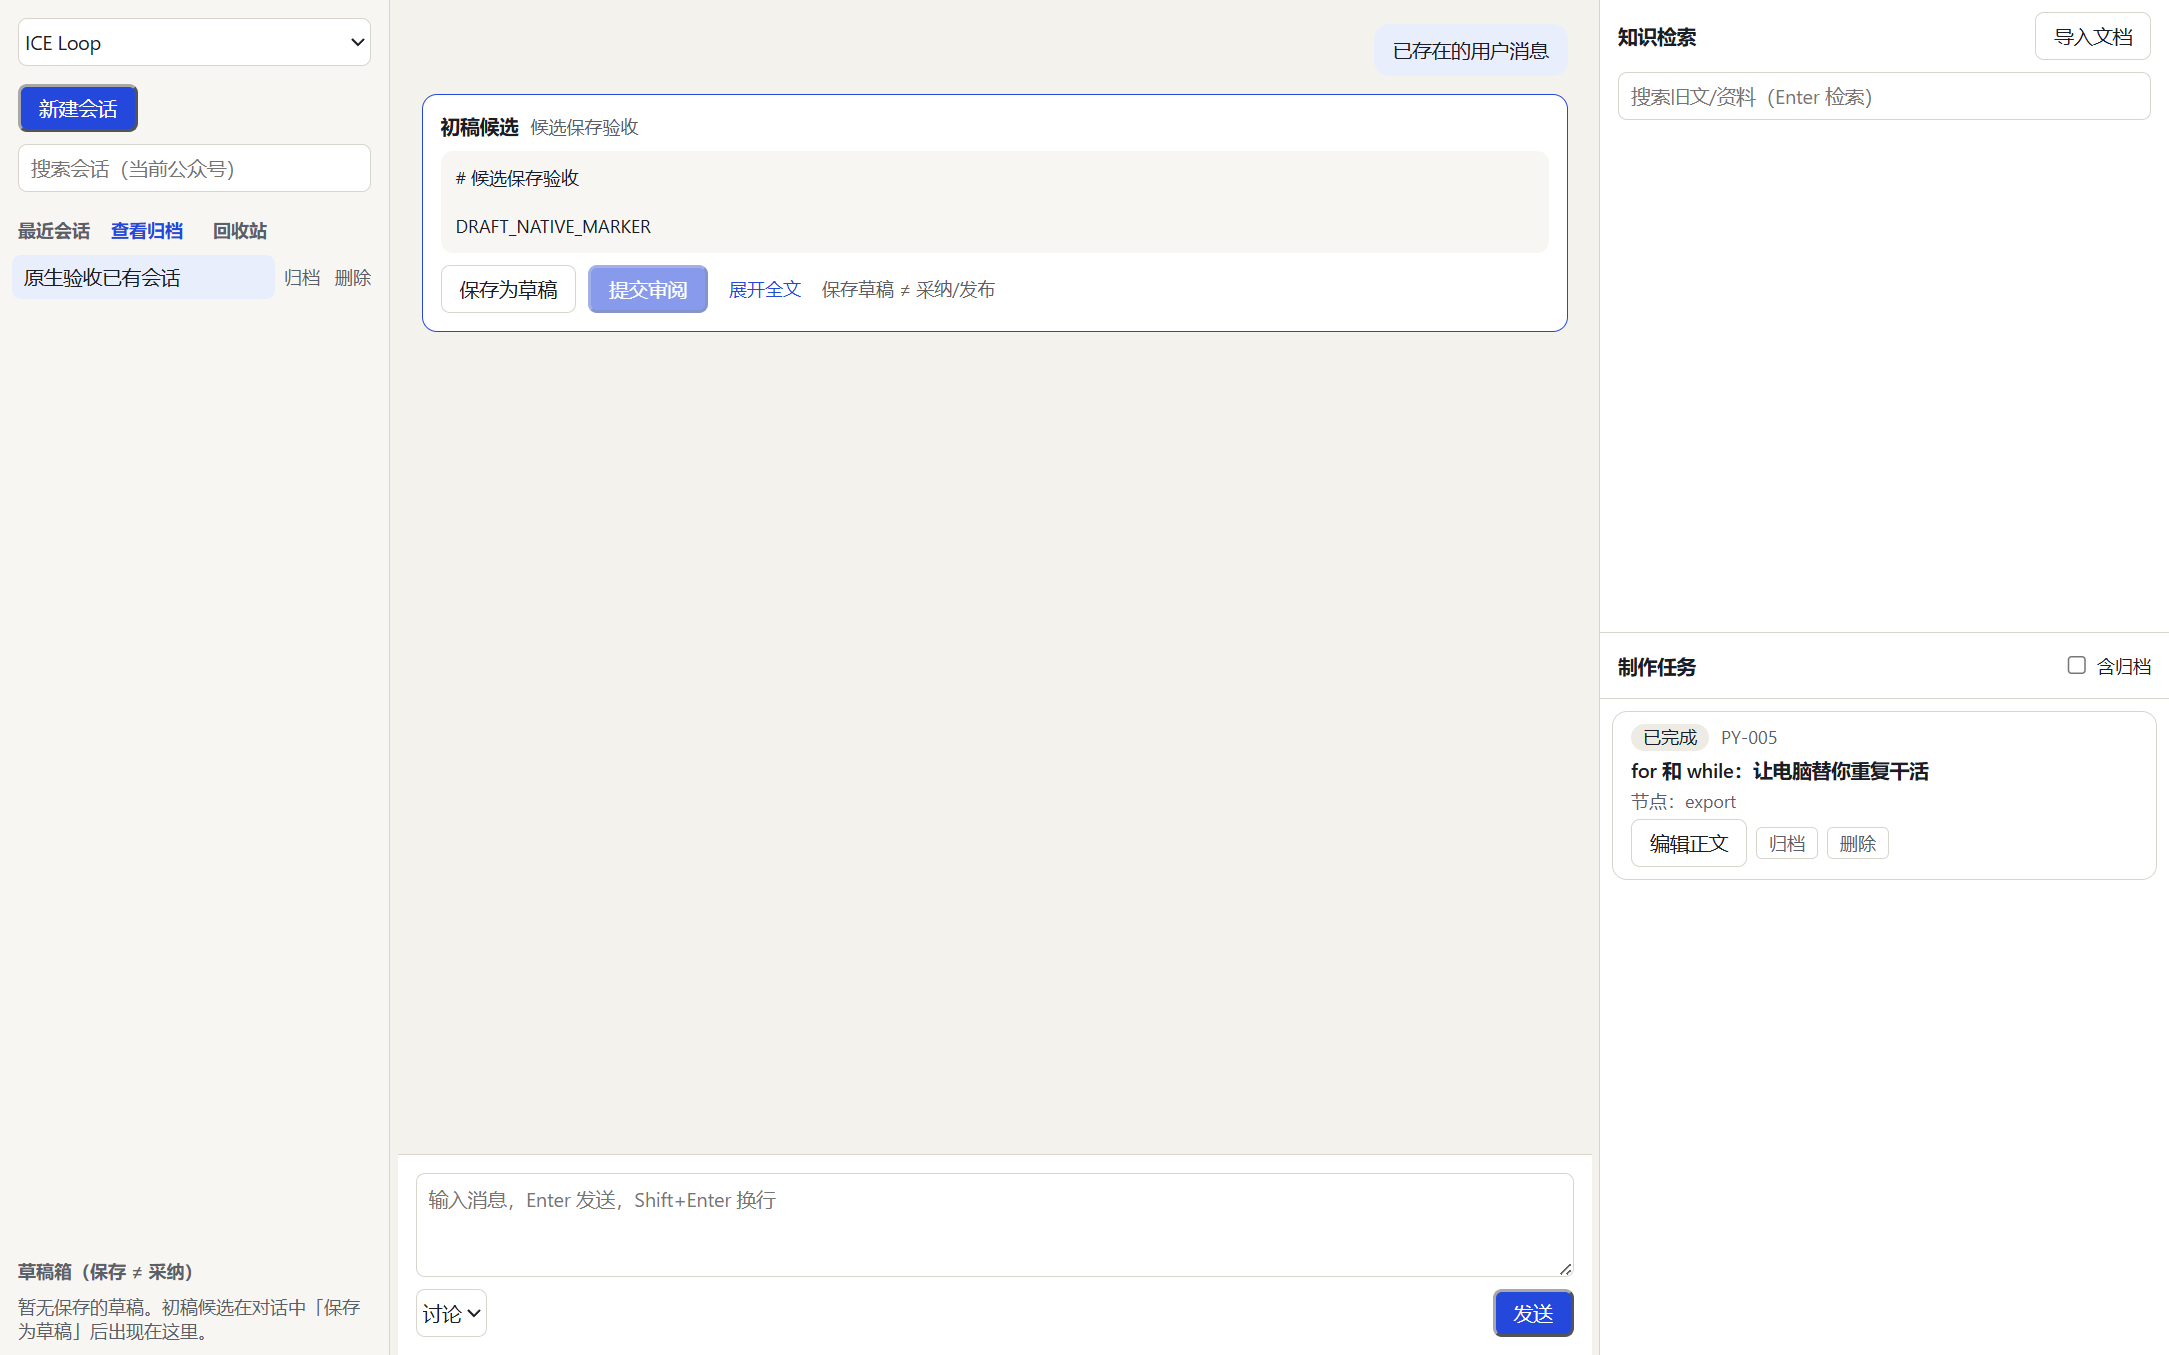 ICE Loop
新建会话
搜索会话（当前公众号）
最近会话 查看归档 回收站
原生验收已有会话 归档 删除
草稿箱（保存 ≠ 采纳）
暂无保存的草稿。初稿候选在对话中「保存
为草稿」后出现在这里。
已存在的用户消息
初稿候选 候选保存验收
# 候选保存验收
DRAFT_NATIVE_MARKER
保存为草稿 提交审阅 展开全文 保存草稿 ≠ 采纳/发布
输入消息，Enter 发送，Shift+Enter 换行
讨论 发送
知识检索 导入文档
搜索旧文/资料（Enter 检索）
制作任务 含归档
已完成 PY-005
for 和 while：让电脑替你重复干活
节点：export
编辑正文 归档 删除